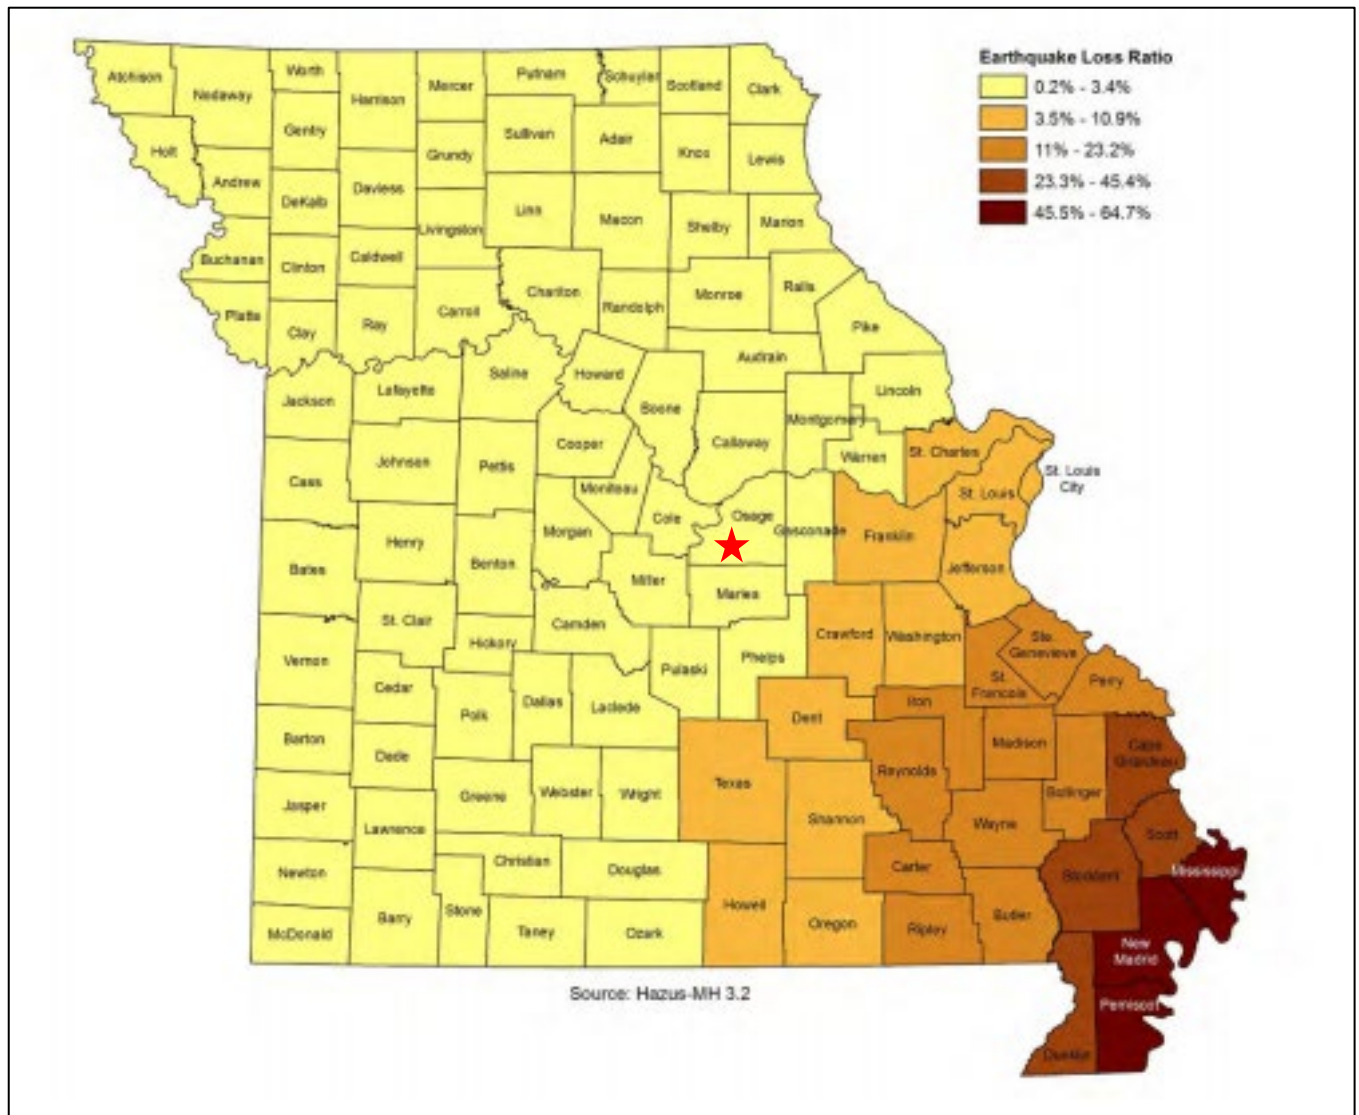 Earthquake Loss Ratio
0.2% - 3.4%
3.5% - 10.9%
11% - 23.2%
23.3% - 45.4%
45.5% - 64.7%
Atchison
Nodaway
Worth
Harrison
Mercer
Putnam
Schuyler
Scotland
Clark
Holt
Gentry
Grundy
Sullivan
Adair
Knox
Lewis
Andrew
DeKalb
Daviess
Livingston
Linn
Macon
Shelby
Marion
Buchanan
Clinton
Caldwell
Chariton
Randolph
Monroe
Ralls
Platte
Clay
Ray
Carroll
Pike
Audrain
Jackson
Lafayette
Saline
Howard
Boone
Lincoln
Montgomery
Callaway
Cooper
Warren
St. Charles
St. Louis
City
St. Louis
Cass
Johnson
Pettis
Moniteau
Cole
Osage
Gasconade
Franklin
Morgan
Henry
Benton
Bates
Miller
Maries
Jefferson
St. Clair
Hickory
Camden
Vernon
Pulaski
Phelps
Crawford
Washington
Ste.
Genevieve
St.
Francois
Perry
Cedar
Polk
Dallas
Laclede
Dent
Iron
Barton
Dade
Madison
Cape
Girardeau
Texas
Reynolds
Bollinger
Jasper
Greene
Webster
Wright
Shannon
Wayne
Scott
Lawrence
Christian
Douglas
Carter
Stoddard
Mississippi
Newton
Stone
Howell
Oregon
Ripley
Butler
McDonald
Barry
Taney
Ozark
New
Madrid
Pemiscot
Dunklin
Source: Hazus-MH 3.2